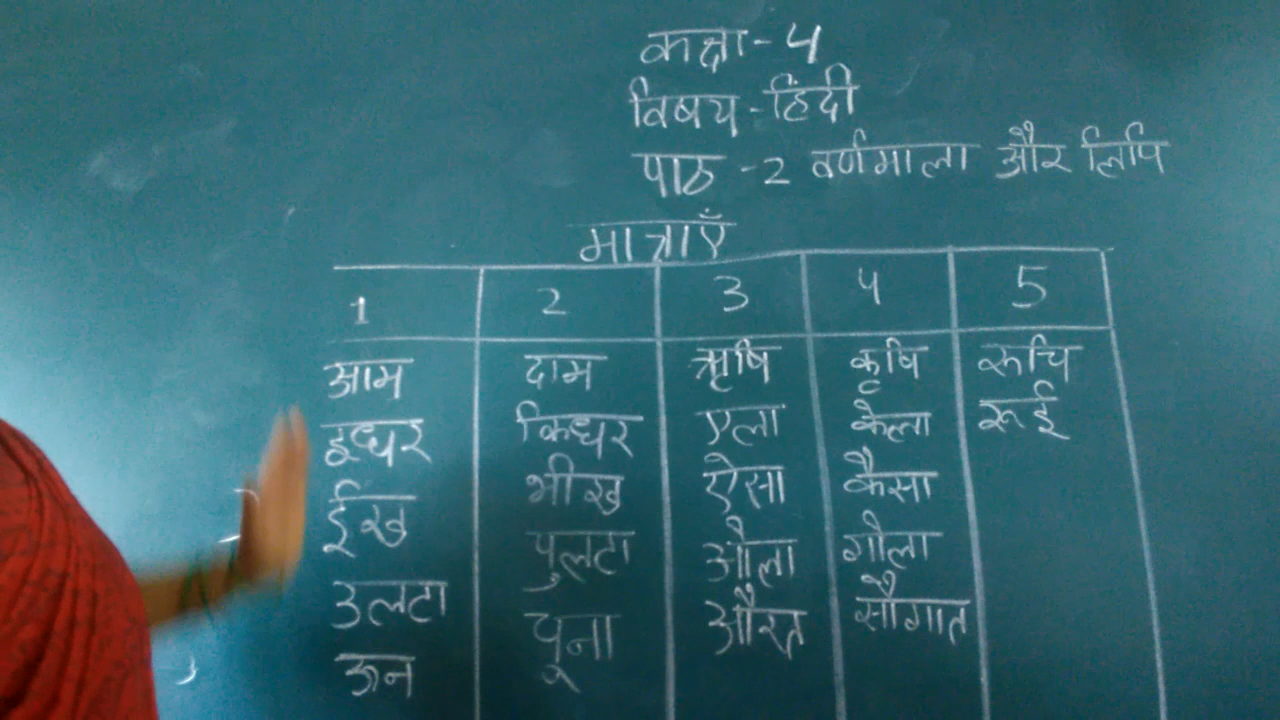 कक्षा - 4
विषय - हिंदी
पाठ - 2 वर्णमाला और लिपि
मात्राएँ
1 2 3 4 5
आम दाम ऋषि कृषि रूचि
इधर किधर एला केला रूई
ईख भीख ऐसा कैसा
उलटा पुलटा ओला गोला
ऊन चूना औरत सौगात